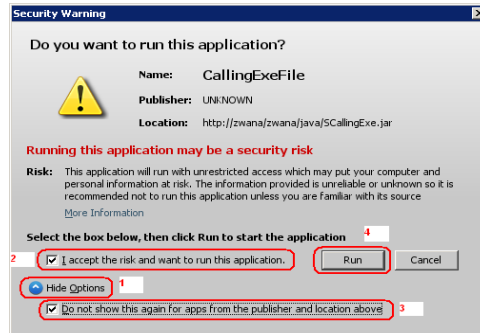 Security Warning
Do you want to run this application?
Name: CallingExeFile
Publisher: UNKNOWN
Location: http://zwana/zwana/java/SCallingExe.jar
Running this application may be a security risk
Risk: This application will run with unrestricted access which may put your computer and
personal information at risk. The information provided is unreliable or unknown so it is
recommended not to run this application unless you are familiar with its source
More Information
Select the box below, then click Run to start the application 4
2 I accept the risk and want to run this application. Run Cancel
Hide Options 1
Do not show this again for apps from the publisher and location above 3